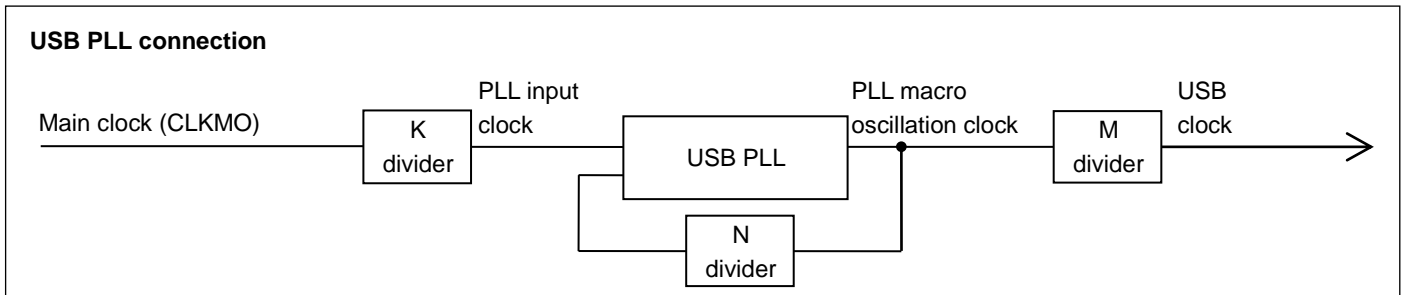 USB PLL connection
Main clock (CLKMO)
K
divider
PLL input
clock
USB PLL
PLL macro
oscillation clock
M
divider
USB
clock
N
divider